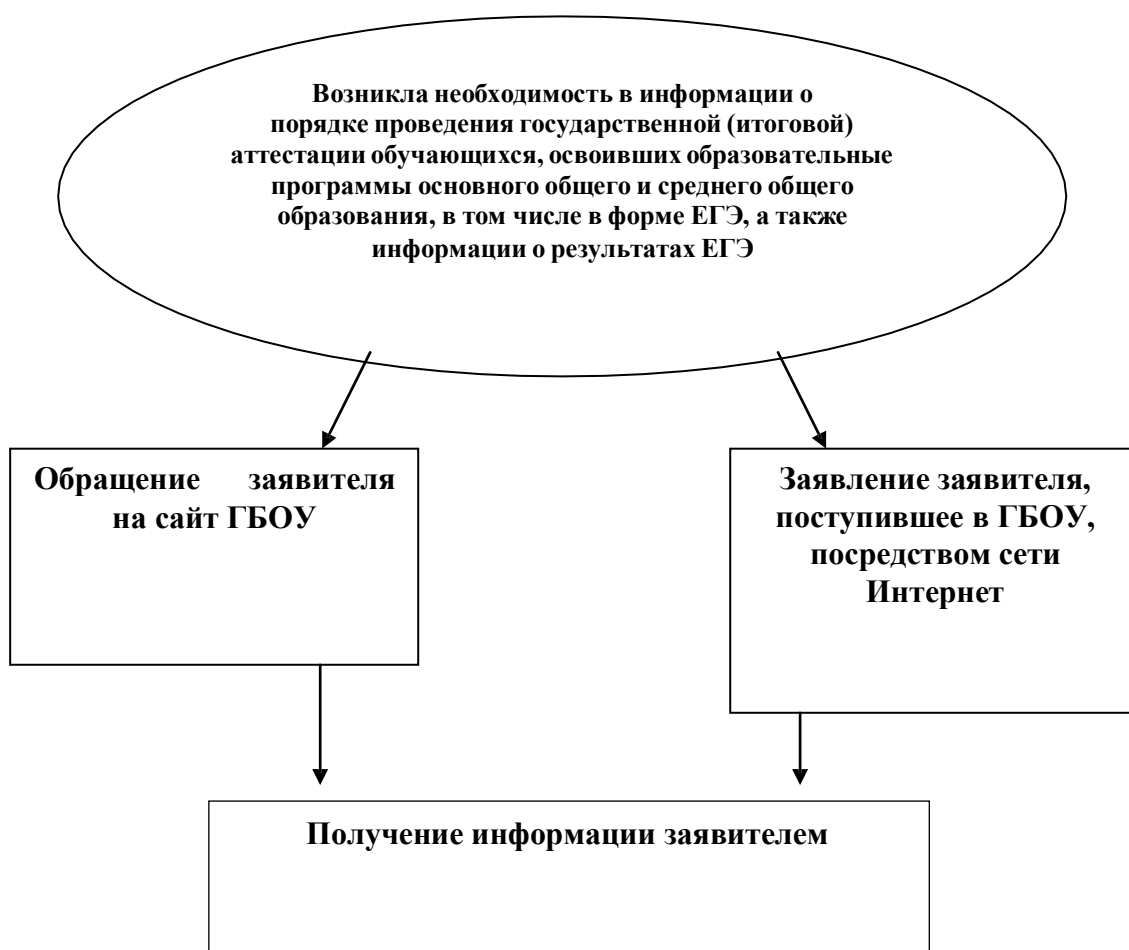 Возникла необходимость в информации о
порядке проведения государственной (итоговой)
аттестации обучающихся, освоивших образовательные
программы основного общего и среднего общего
образования, в том числе в форме ЕГЭ, а также
информации о результатах ЕГЭ
Обращение заявителя
на сайт ГБОУ
Заявление заявителя,
поступившее в ГБОУ,
посредством сети
Интернет
Получение информации заявителем